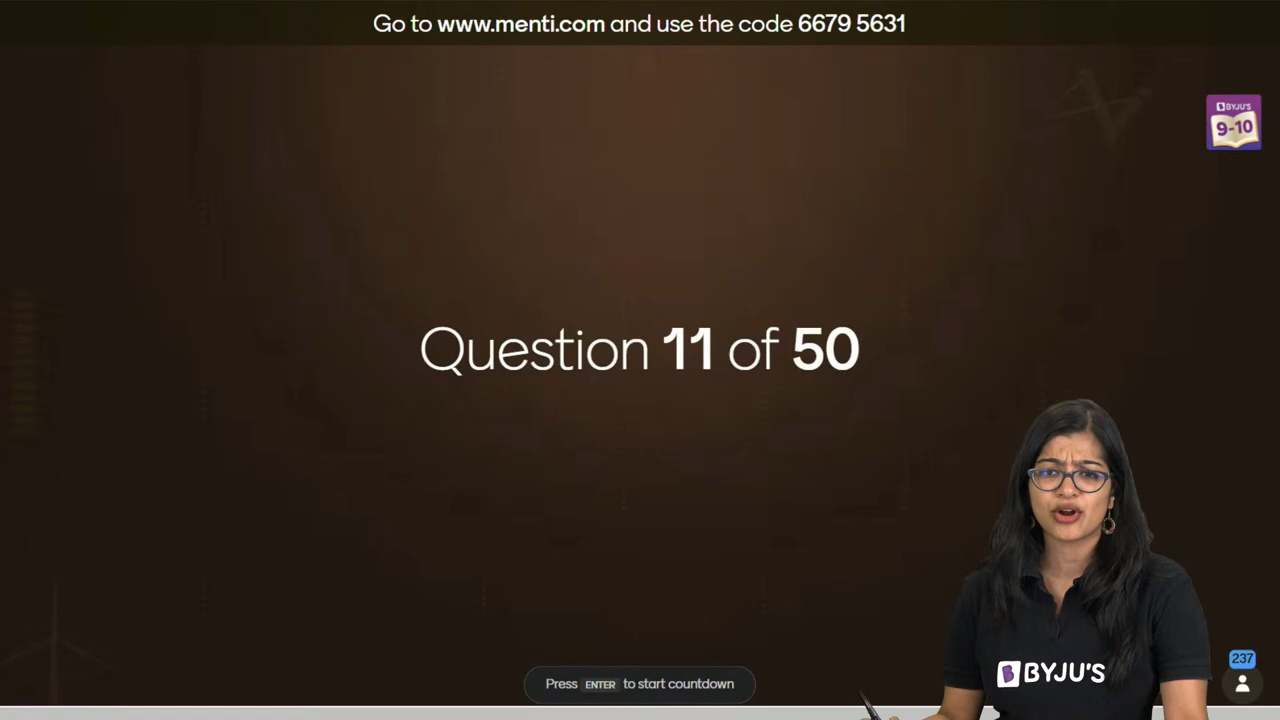 Go to www.menti.com and use the code 6679 5631
BYJU'S
9-10
Question 11 of 50
BYJU'S
237
Press ENTER to start countdown